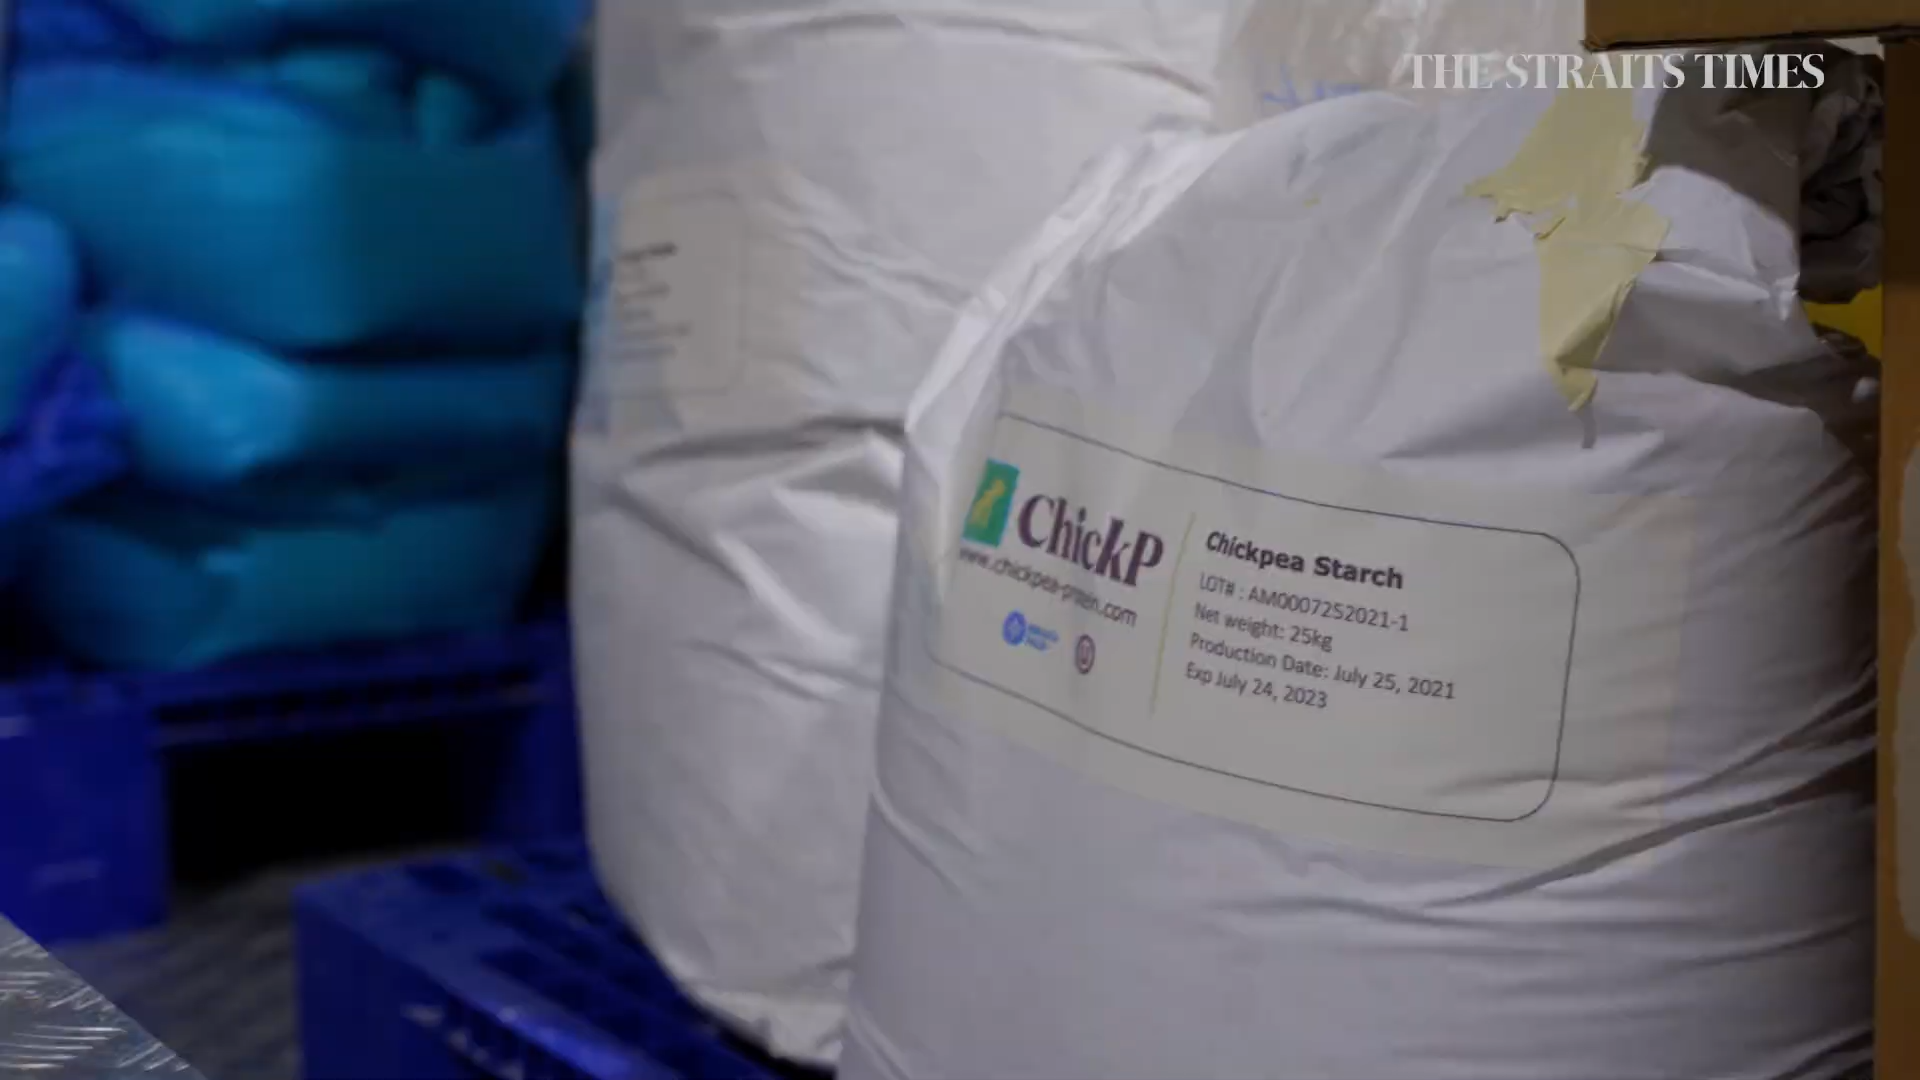 THE STRAITS TIMES
ChickP
www.chickpea-protein.com
Chickpea Starch
LOT# : AM0007252021-1
Net weight: 25kg
Production Date: July 25, 2021
Exp July 24, 2023